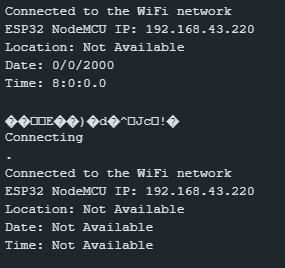 Connected to the WiFi network
ESP32 NodeMCU IP: 192.168.43.220
Location: Not Available
Date: 0/0/2000
Time: 8:0:0.0
��□□E��)�d�^□Jc□!�
Connecting
.
Connected to the WiFi network
ESP32 NodeMCU IP: 192.168.43.220
Location: Not Available
Date: Not Available
Time: Not Available